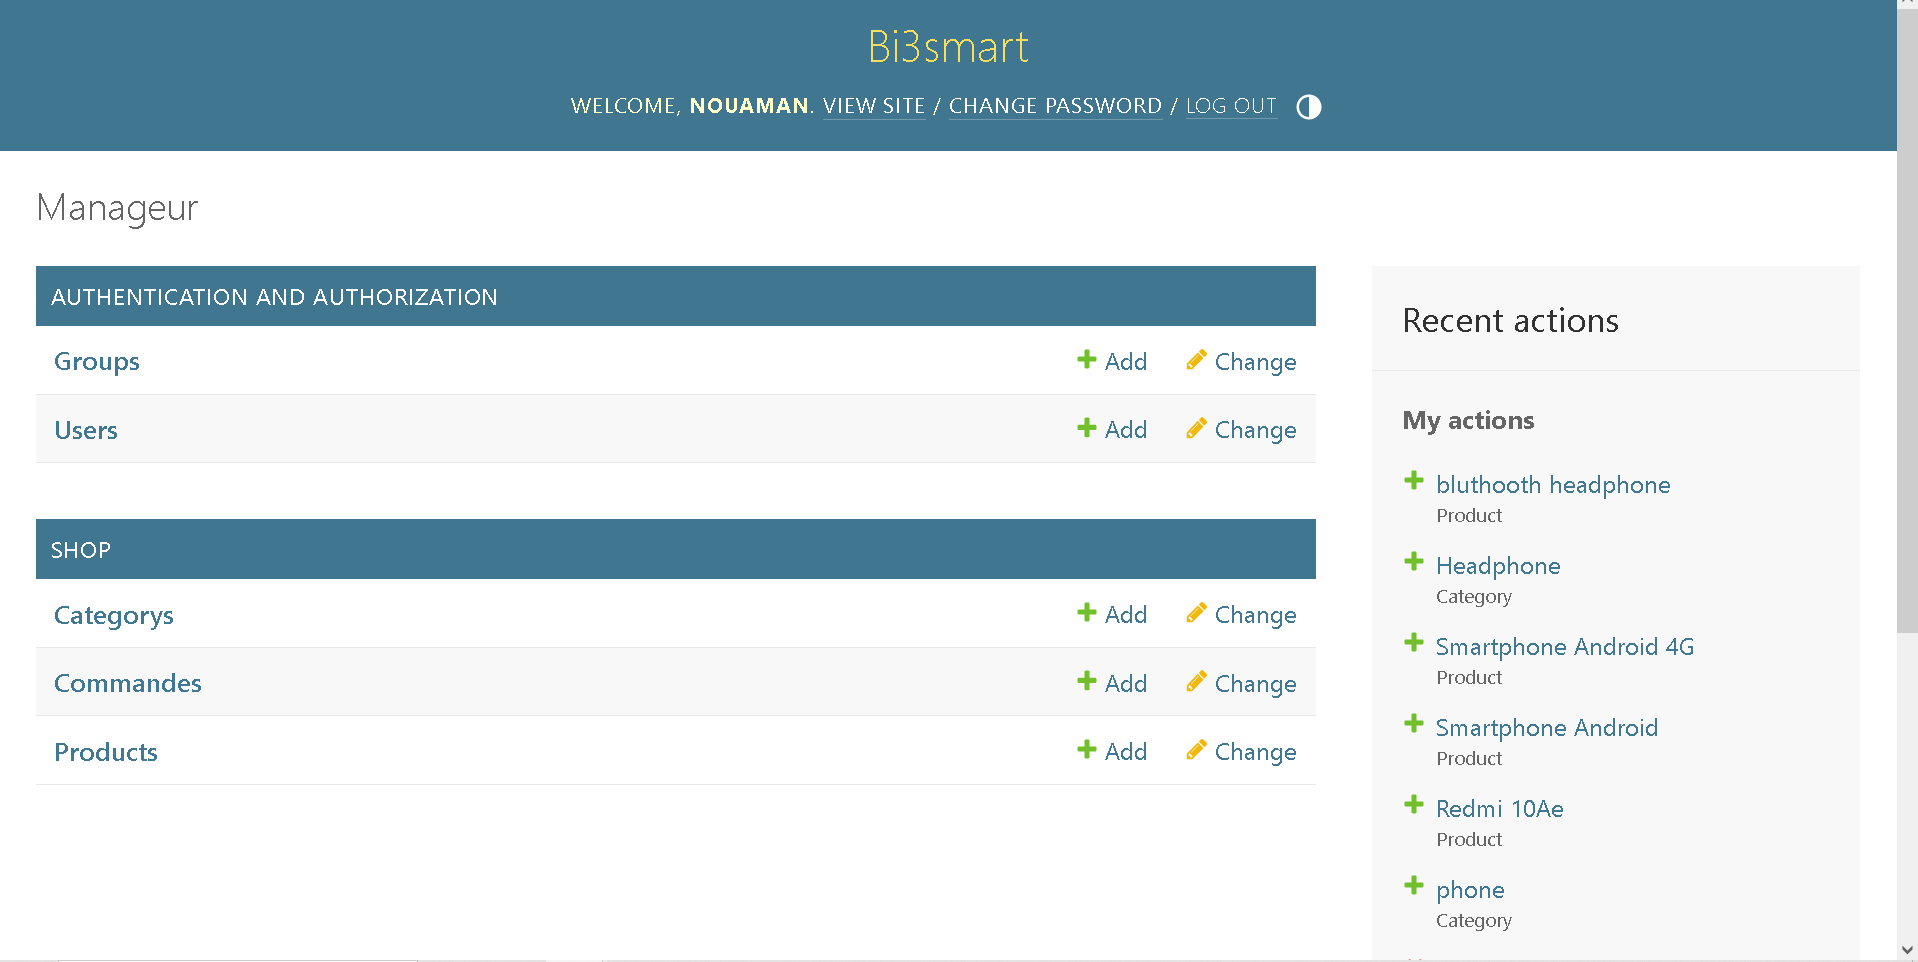 Bi3smart
WELCOME, NOUAMAN. VIEW SITE / CHANGE PASSWORD / LOG OUT
Manageur
AUTHENTICATION AND AUTHORIZATION
Groups Add Change
Users Add Change
SHOP
Categorys Add Change
Commandes Add Change
Products Add Change
Recent actions
My actions
bluthooth headphone
Product
Headphone
Category
Smartphone Android 4G
Product
Smartphone Android
Product
Redmi 10Ae
Product
phone
Category